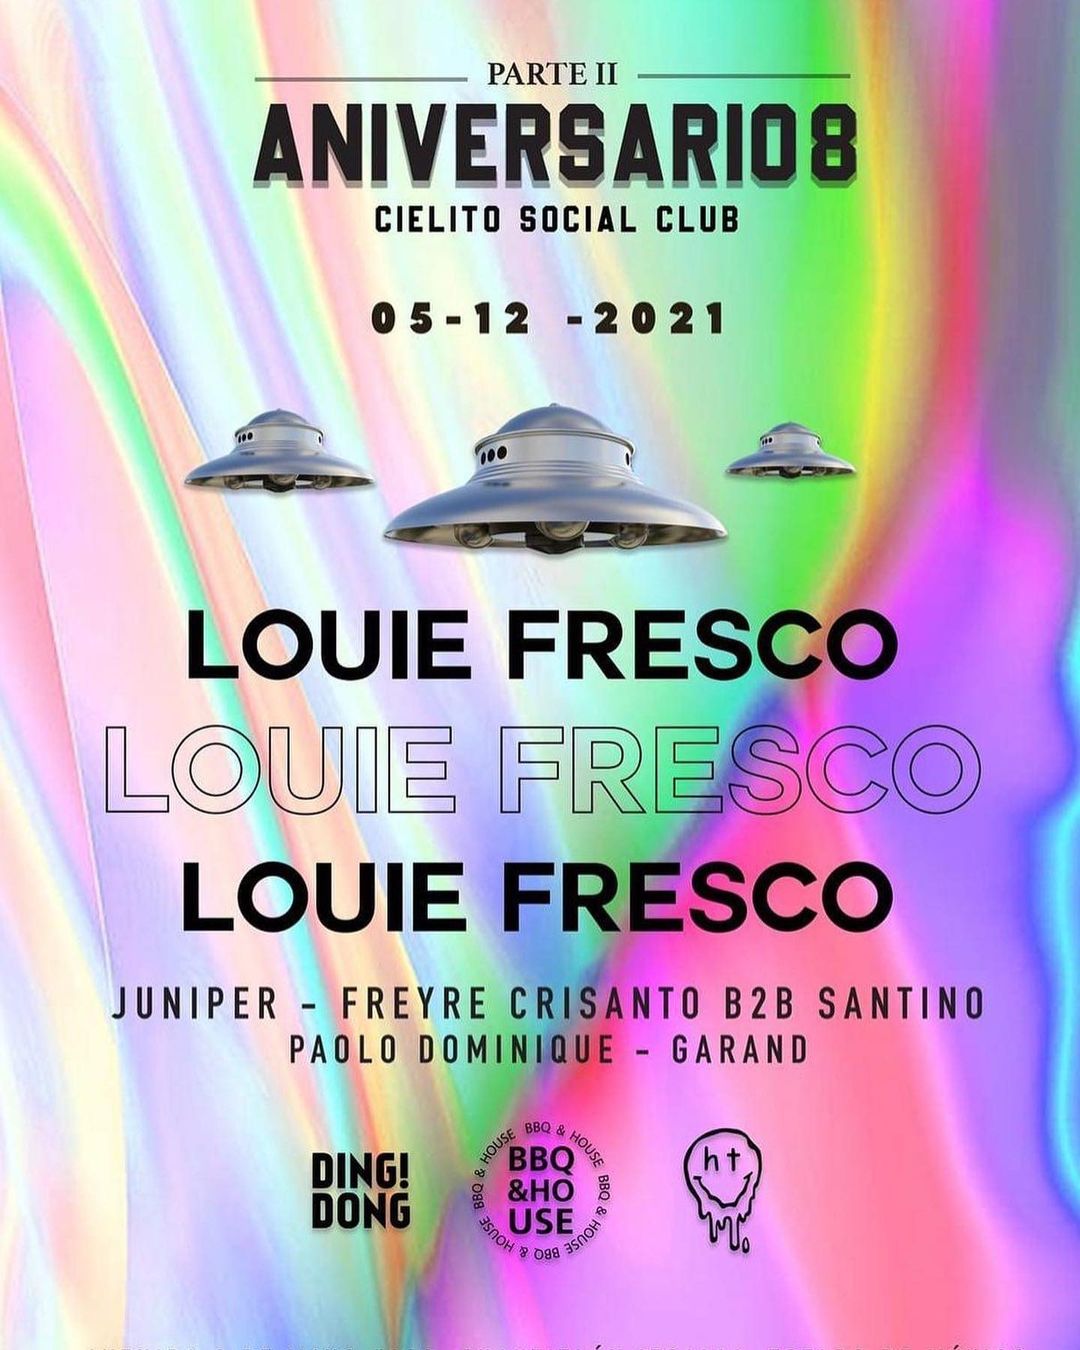 PARTE II
ANIVERSARIO 8
CIELITO SOCIAL CLUB
05-12 -2021
LOUIE FRESCO
LOUIE FRESCO
LOUIE FRESCO
JUNIPER - FREYRE CRISANTO B2B SANTINO
PAOLO DOMINIQUE - GARAND
DING!
DONG
BBQ & HOUSE BBQ & HOUSE BBQ & HOUSE BBQ & HOUSE
BBQ
&HO
USE
ht